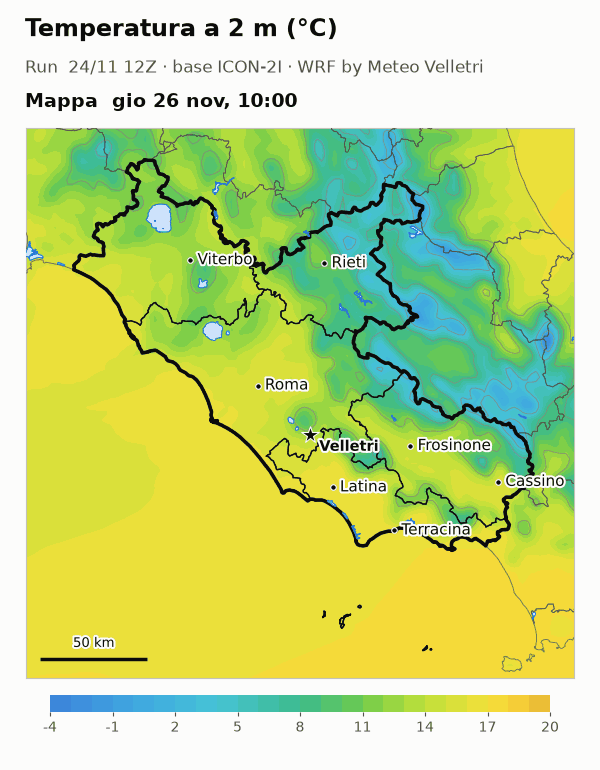 Temperatura a 2 m (°C)
Run  24/11 12Z · base ICON-2I · WRF by Meteo Velletri
Mappa  gio 26 nov, 10:00
Viterbo
Rieti
Roma
Velletri
Frosinone
Cassino
Latina
Terracina
50 km
-4 -1 2 5 8 11 14 17 20